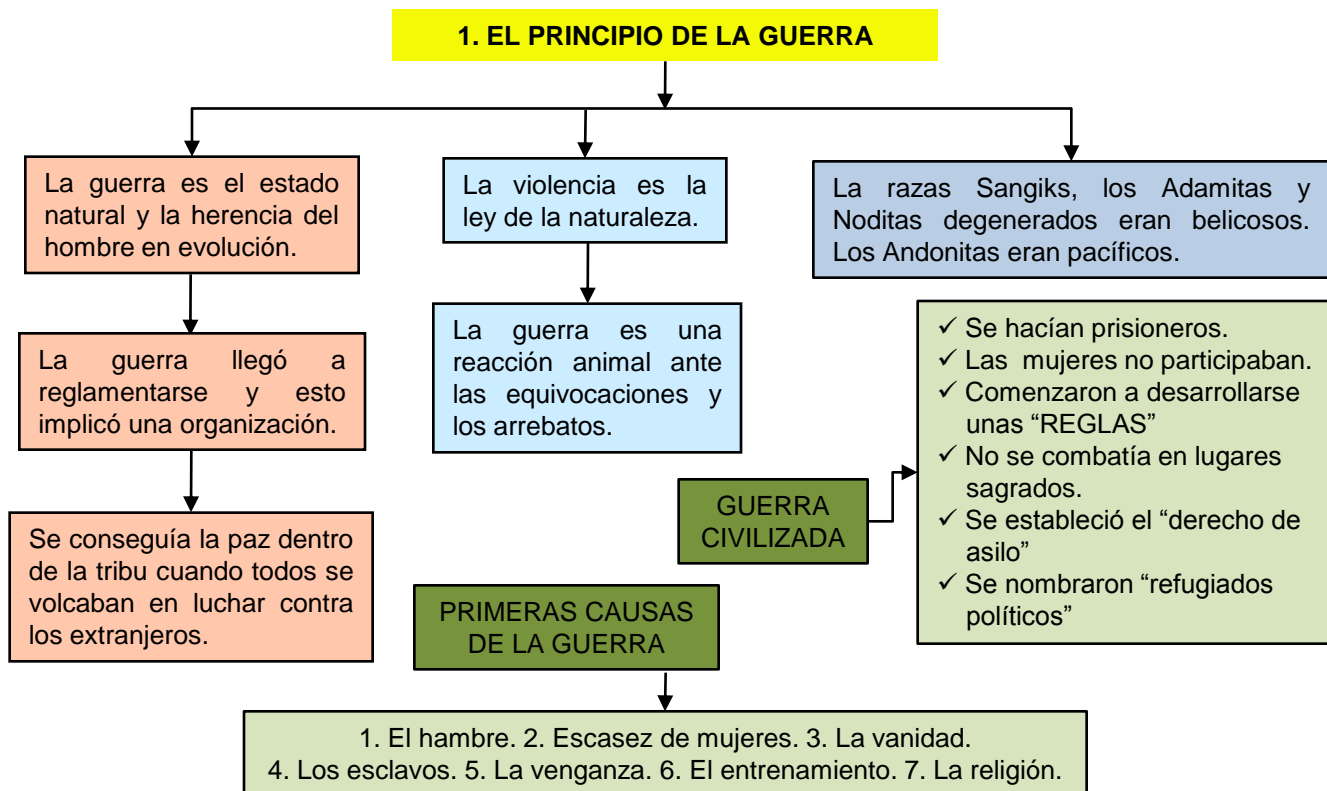 1. EL PRINCIPIO DE LA GUERRA
La guerra es el estado
natural y la herencia del
hombre en evolución.
La guerra llegó a
reglamentarse y esto
implicó una organización.
Se conseguía la paz dentro
de la tribu cuando todos se
volcaban en luchar contra
los extranjeros.
La violencia es la
ley de la naturaleza.
La guerra es una
reacción animal ante
las equivocaciones y
los arrebatos.
La razas Sangiks, los Adamitas y
Noditas degenerados eran belicosos.
Los Andonitas eran pacíficos.
GUERRA
CIVILIZADA
✓ Se hacían prisioneros.
✓ Las mujeres no participaban.
✓ Comenzaron a desarrollarse
unas “REGLAS”
✓ No se combatía en lugares
sagrados.
✓ Se estableció el “derecho de
asilo”
✓ Se nombraron “refugiados
políticos”
PRIMERAS CAUSAS
DE LA GUERRA
1. El hambre. 2. Escasez de mujeres. 3. La vanidad.
4. Los esclavos. 5. La venganza. 6. El entrenamiento. 7. La religión.